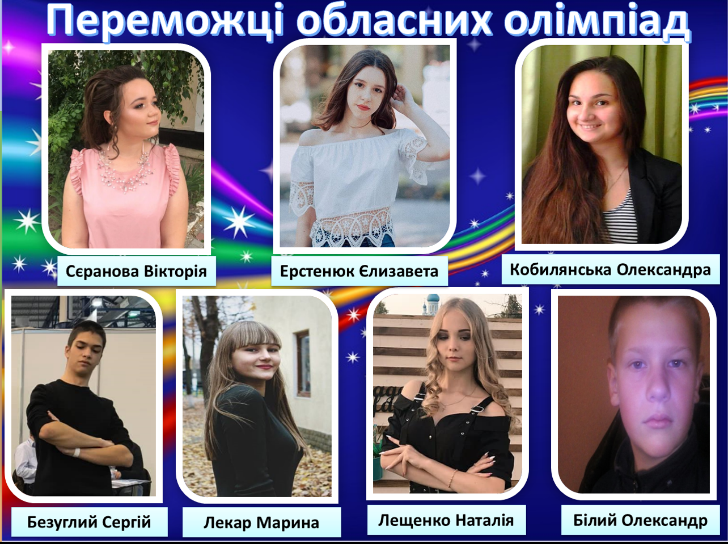 Переможці обласних олімпіад
Сєранова Вікторія
Ерстенюк Єлизавета
Кобилянська Олександра
Безуглий Сергій
Лекар Марина
Лещенко Наталія
Білий Олександр